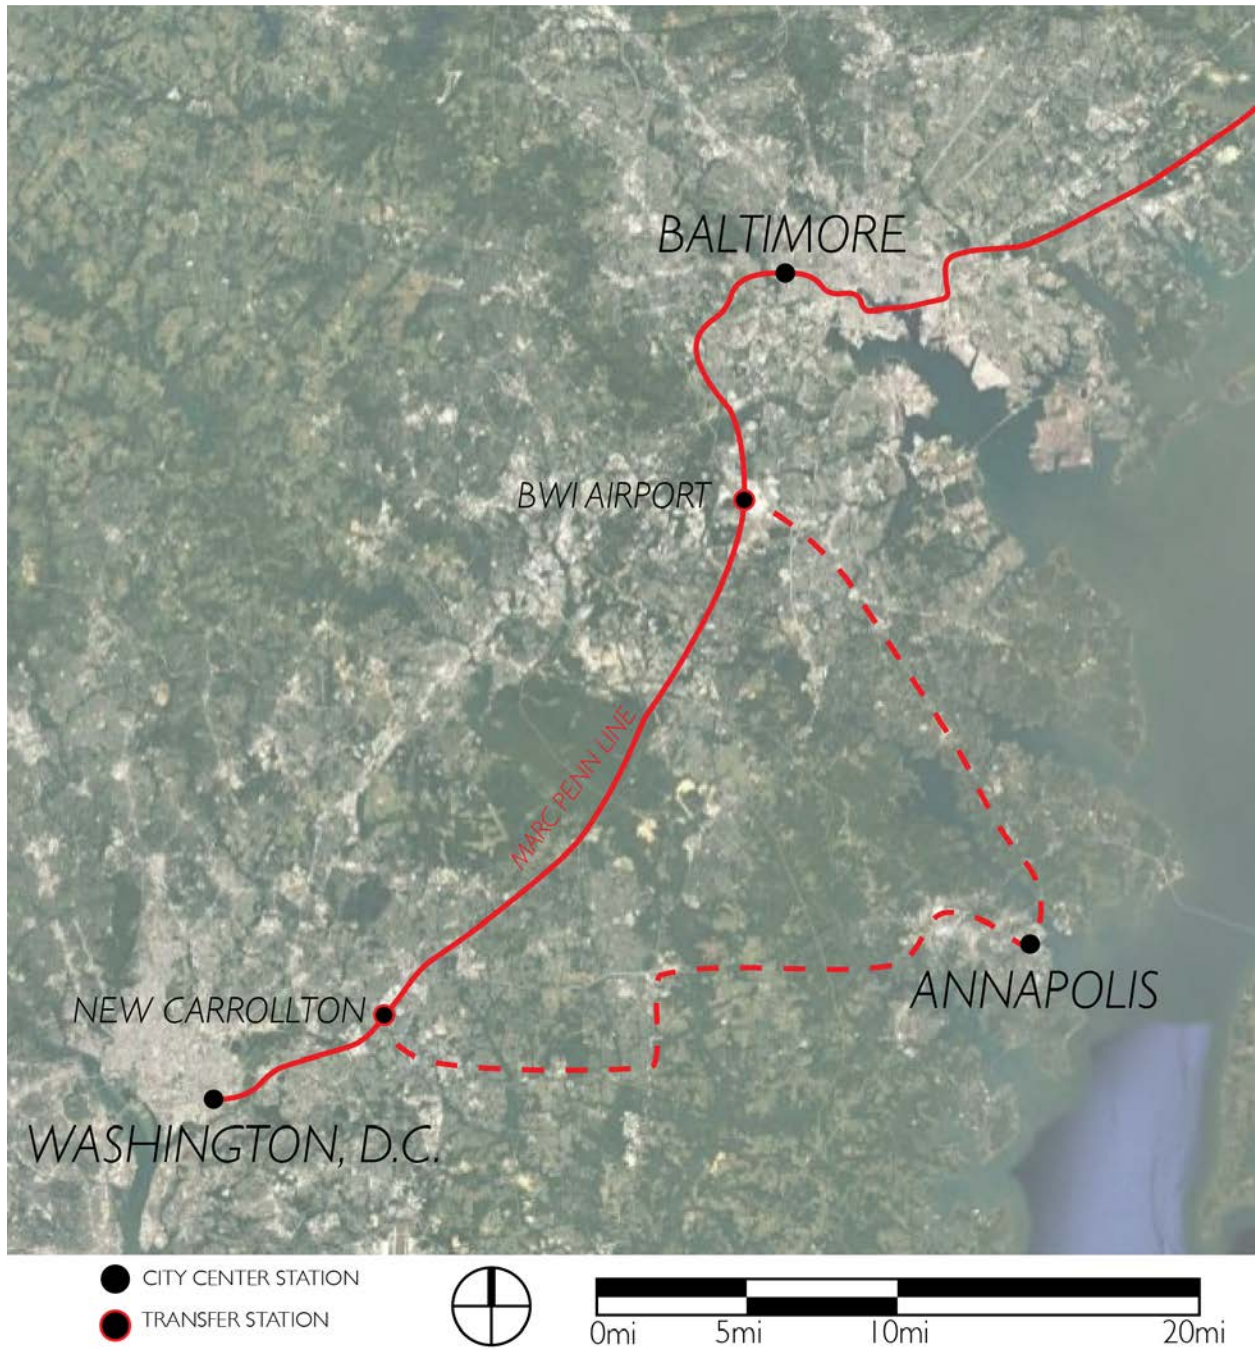 BALTIMORE
BWI AIRPORT
MARC PENN LINE
ANNAPOLIS
NEW CARROLLTON
WASHINGTON, D.C.
CITY CENTER STATION
TRANSFER STATION
0mi 5mi 10mi 20mi